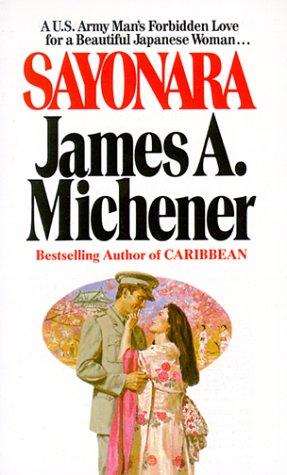 A U.S. Army Man's Forbidden Love
for a Beautiful Japanese Woman...
SAYONARA
James A.
Michener
Bestselling Author of CARIBBEAN